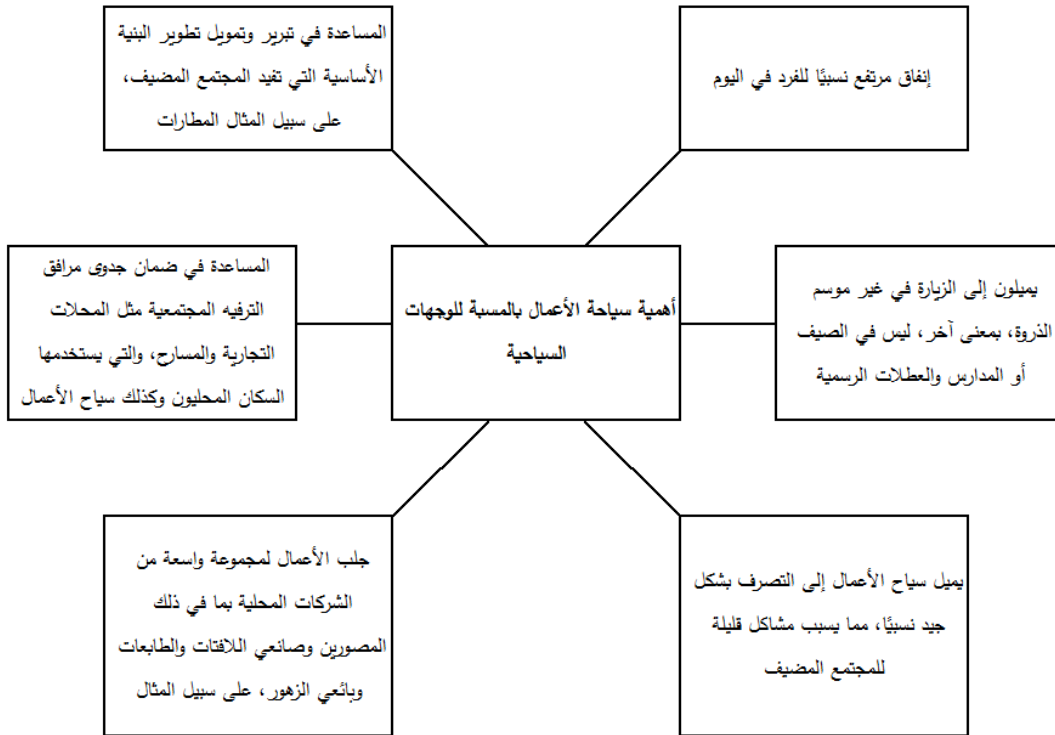 المساعدة في تبرير وتمويل تطوير البنية
الأساسية التي تفيد المجتمع المضيف،
على سبيل المثال المطارات
إنفاق مرتفع نسبيًا للفرد في اليوم
المساعدة في ضمان جدوى مرافق
الترفيه المجتمعية مثل المحلات
التجارية والمسارح، والتي يستخدمها
السكان المحليون وكذلك سياح الأعمال
أهمية سياحة الأعمال بالمسبة للوجهات
السياحية
يميلون إلى الزيارة في غير موسم
الذروة، بمعنى آخر، ليس في الصيف
أو المدارس والعطلات الرسمية
جلب الأعمال لمجموعة واسعة من
الشركات المحلية بما في ذلك
المصورين وصانعي اللافتات والطابعات
وبائعي الزهور، على سبيل المثال
يميل سياح الأعمال إلى التصرف بشكل
جيد نسبيًا، مما يسبب مشاكل قليلة
للمجتمع المضيف